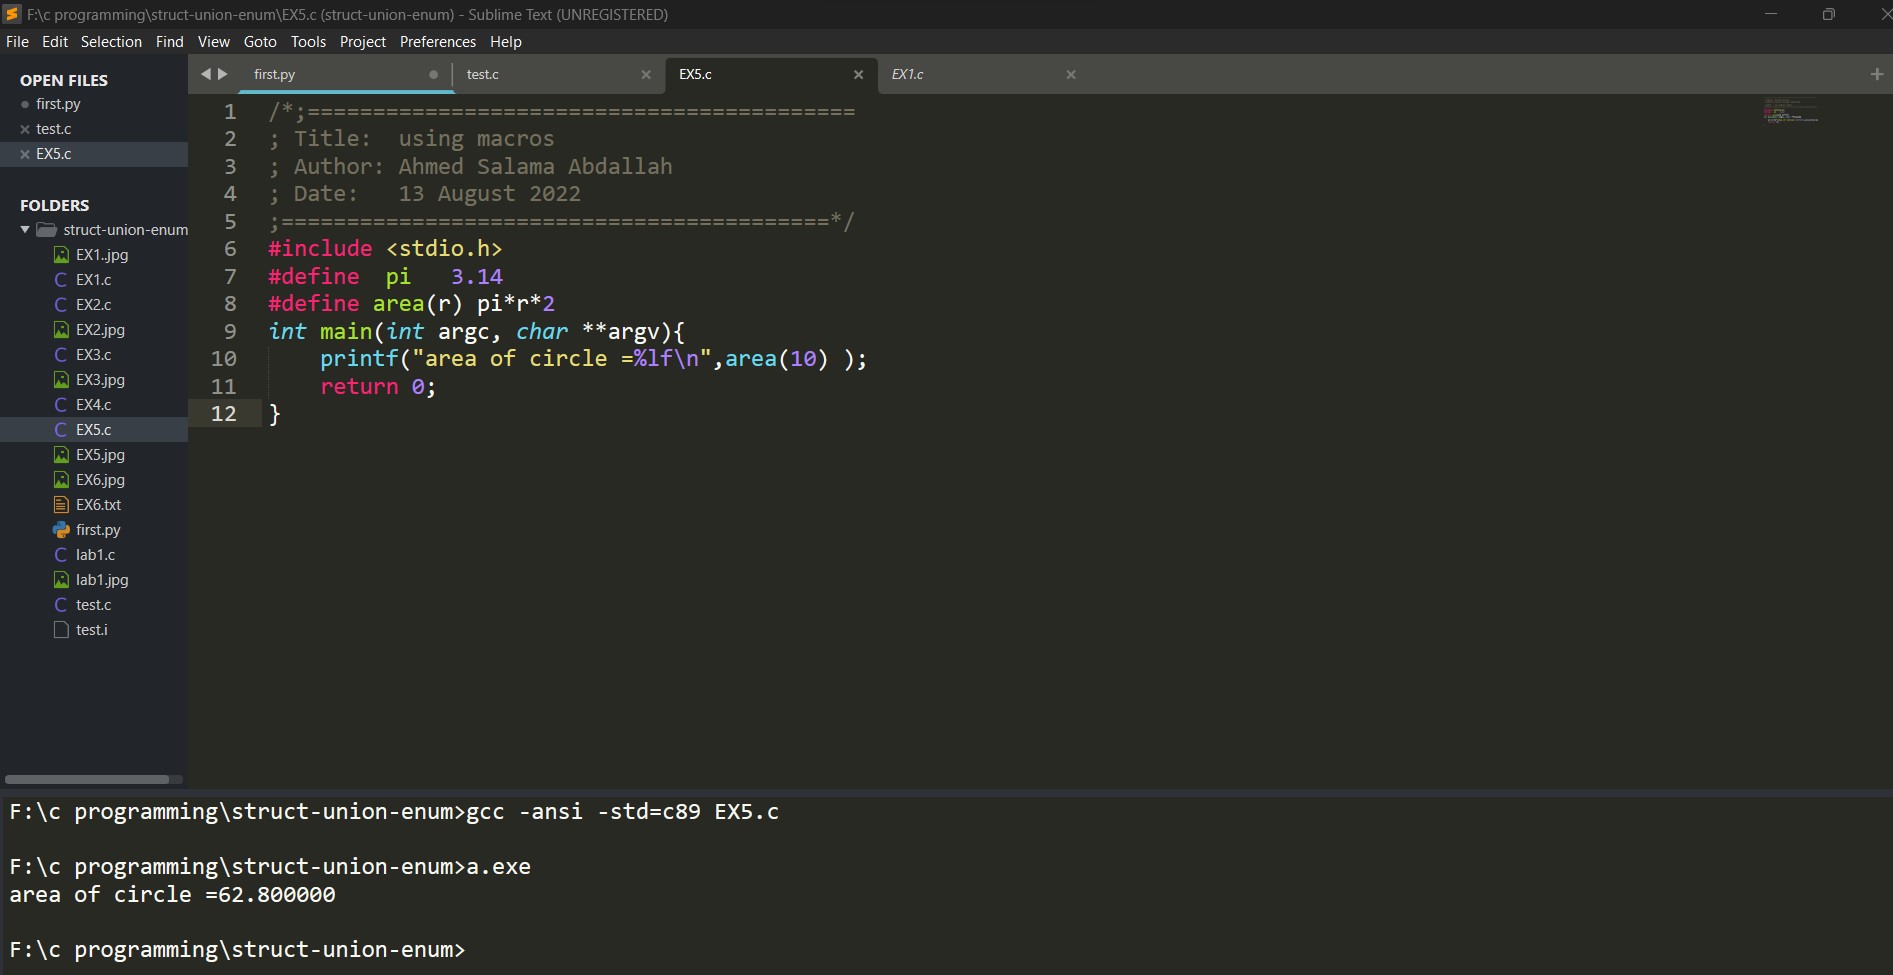 F:\c programming\struct-union-enum\EX5.c (struct-union-enum) - Sublime Text (UNREGISTERED)
File Edit Selection Find View Goto Tools Project Preferences Help
OPEN FILES
first.py
test.c
EX5.c
FOLDERS
struct-union-enum
EX1..jpg
EX1.c
EX2.c
EX2.jpg
EX3.c
EX3.jpg
EX4.c
EX5.c
EX5.jpg
EX6.jpg
EX6.txt
first.py
lab1.c
lab1.jpg
test.c
test.i
first.py test.c EX5.c EX1.c
1 /*;==========================================
2 ; Title:  using macros
3 ; Author: Ahmed Salama Abdallah
4 ; Date:   13 August 2022
5 ;==========================================*/
6 #include <stdio.h>
7 #define  pi   3.14
8 #define area(r) pi*r*2
9 int main(int argc, char **argv){
10     printf("area of circle =%lf\n",area(10) );
11     return 0;
12 }
F:\c programming\struct-union-enum>gcc -ansi -std=c89 EX5.c
F:\c programming\struct-union-enum>a.exe
area of circle =62.800000
F:\c programming\struct-union-enum>